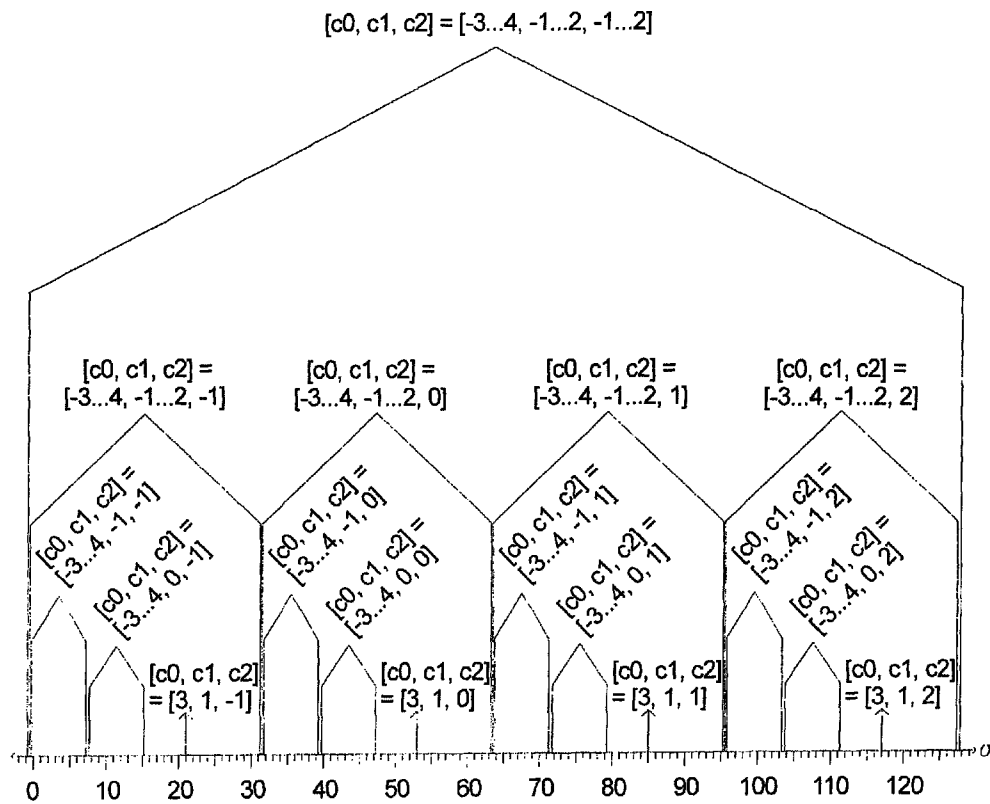 [c0, c1, c2] = [-3...4, -1...2, -1...2]
[c0, c1, c2] =
[-3...4, -1...2, -1]
[c0, c1, c2] =
[-3...4, -1...2, 0]
[c0, c1, c2] =
[-3...4, -1...2, 1]
[c0, c1, c2] =
[-3...4, -1...2, 2]
[c0, c1, c2] =
[-3...4, -1, -1]
[c0, c1, c2] =
[-3...4, 0, -1]
[c0, c1, c2]
= [3, 1, -1]
[c0, c1, c2] =
[-3...4, -1, 0]
[c0, c1, c2] =
[-3...4, 0, 0]
[c0, c1, c2]
= [3, 1, 0]
[c0, c1, c2] =
[-3...4, -1, 1]
[c0, c1, c2] =
[-3...4, 0, 1]
[c0, c1, c2]
= [3, 1, 1]
[c0, c1, c2] =
[-3...4, -1, 2]
[c0, c1, c2] =
[-3...4, 0, 2]
[c0, c1, c2]
= [3, 1, 2]
0 10 20 30 40 50 60 70 80 90 100 110 120